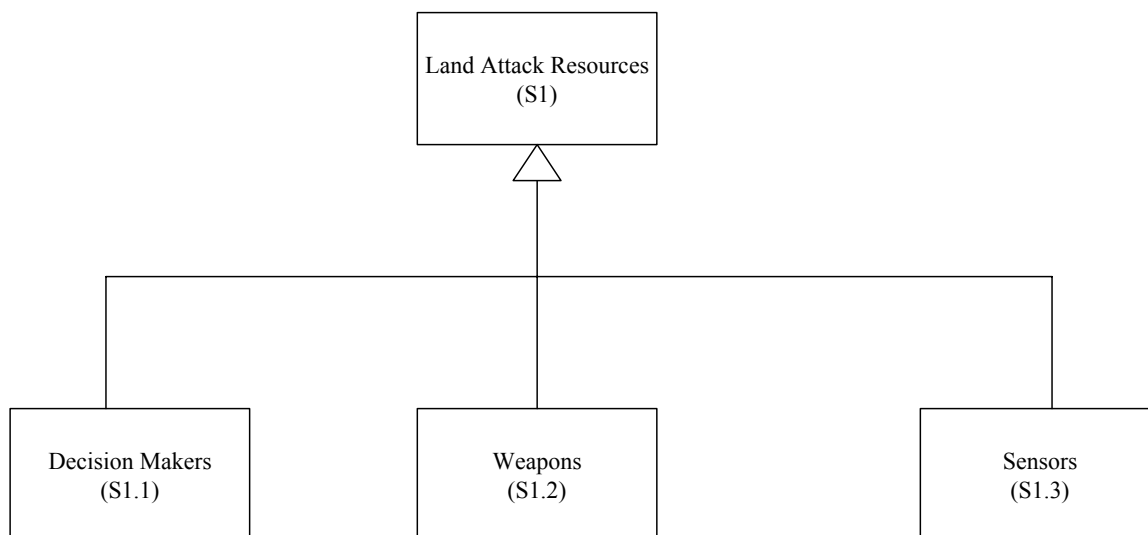 Land Attack Resources
(S1)
Decision Makers
(S1.1)
Weapons
(S1.2)
Sensors
(S1.3)